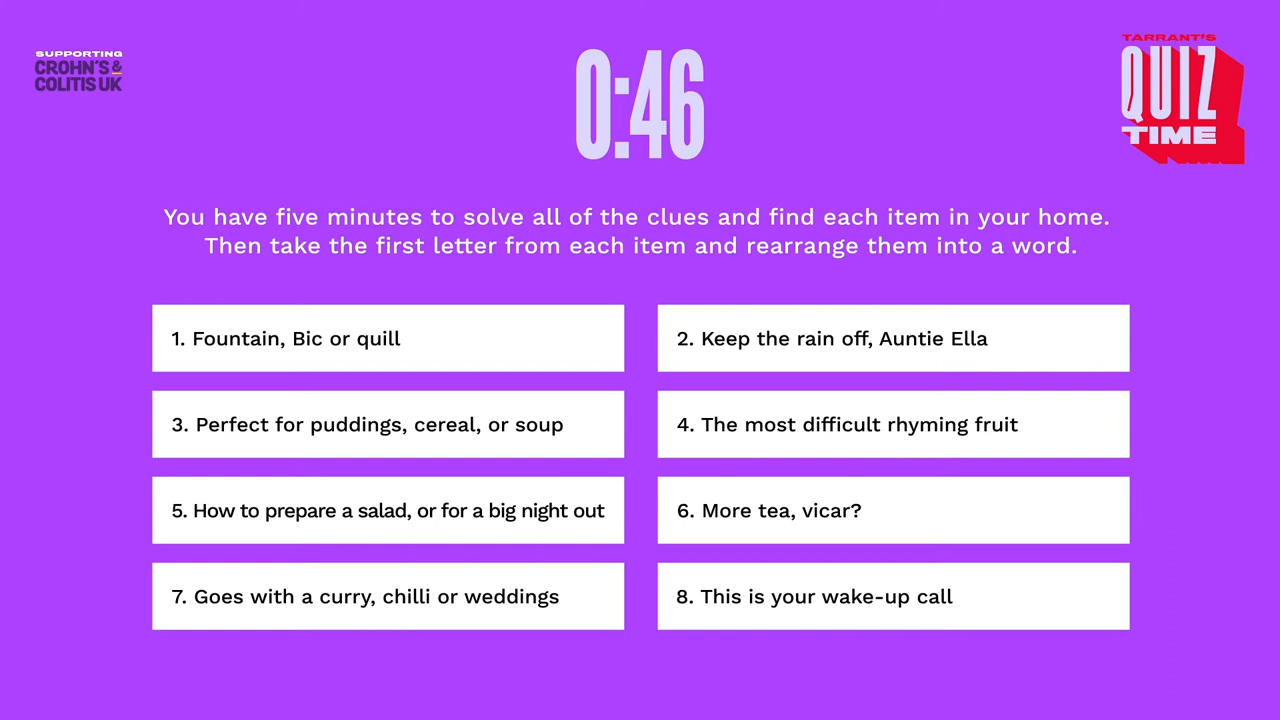 SUPPORTING
CROHN'S &
COLITIS UK
0:46
TARRANT'S
QUIZ
TIME
You have five minutes to solve all of the clues and find each item in your home.
Then take the first letter from each item and rearrange them into a word.
1. Fountain, Bic or quill
2. Keep the rain off, Auntie Ella
3. Perfect for puddings, cereal, or soup
4. The most difficult rhyming fruit
5. How to prepare a salad, or for a big night out
6. More tea, vicar?
7. Goes with a curry, chilli or weddings
8. This is your wake-up call